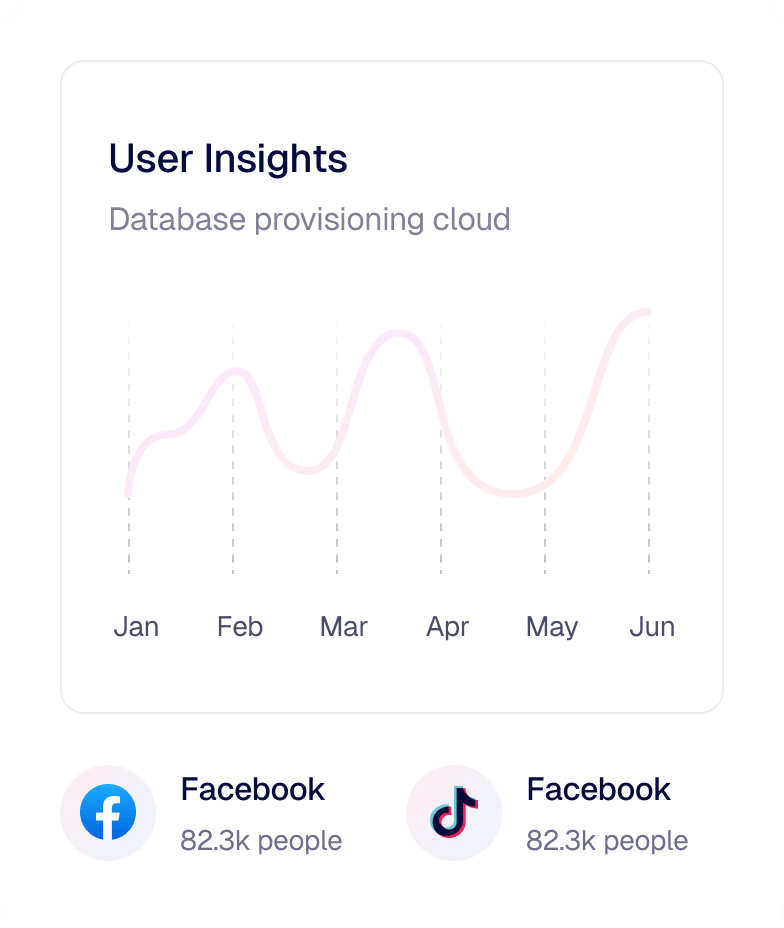 User Insights
Database provisioning cloud
Jan Feb Mar Apr May Jun
Facebook
82.3k people
Facebook
82.3k people